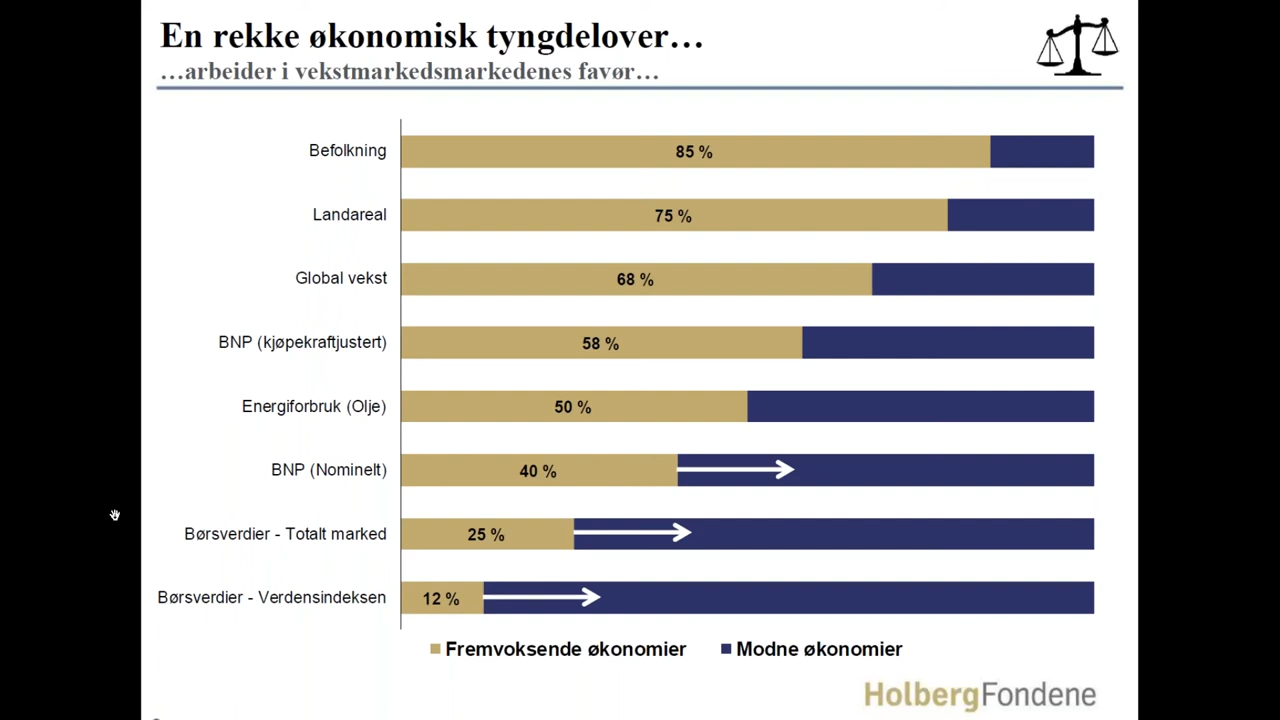 En rekke økonomisk tyngdelover…
…arbeider i vekstmarkedsmarkedenes favør…
Befolkning
85 %
Landareal
75 %
Global vekst
68 %
BNP (kjøpekraftjustert)
58 %
Energiforbruk (Olje)
50 %
BNP (Nominelt)
40 %
Børsverdier - Totalt marked
25 %
Børsverdier - Verdensindeksen
12 %
Fremvoksende økonomier
Modne økonomier
HolbergFondene